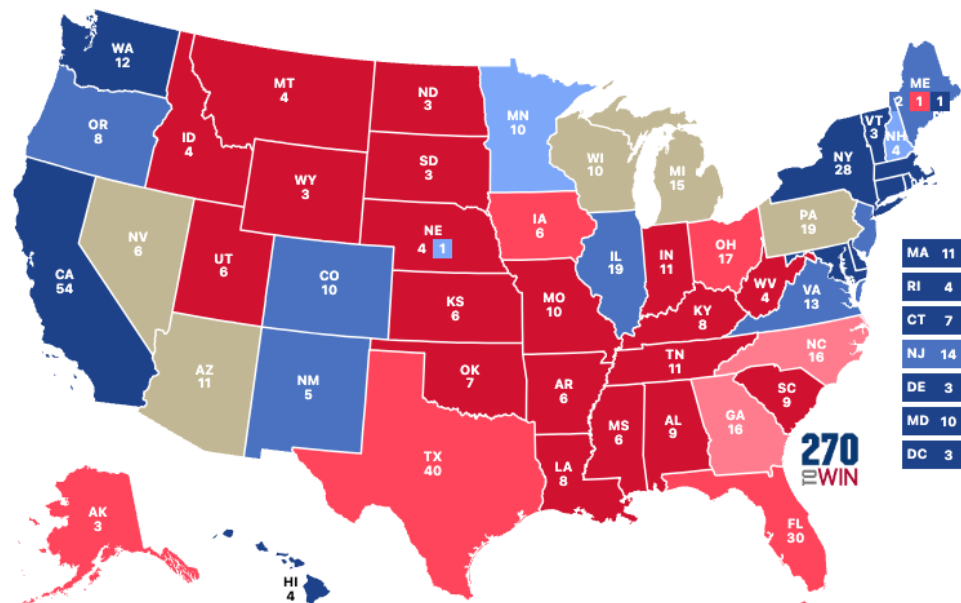 WA
12
OR
8
CA
54
NV
6
ID
4
MT
4
WY
3
UT
6
AZ
11
CO
10
NM
5
ND
3
SD
3
NE
4 1
KS
6
OK
7
TX
40
MN
10
IA
6
MO
10
AR
6
LA
8
WI
10
IL
19
MI
15
IN
11
OH
17
KY
8
TN
11
MS
6
AL
9
GA
16
FL
30
SC
9
NC
16
VA
13
WV
4
PA
19
NY
28
VT
3
NH
4
ME
2 1 1
MA 11
RI 4
CT 7
NJ 14
DE 3
MD 10
DC 3
AK
3
HI
4
270
TO WIN